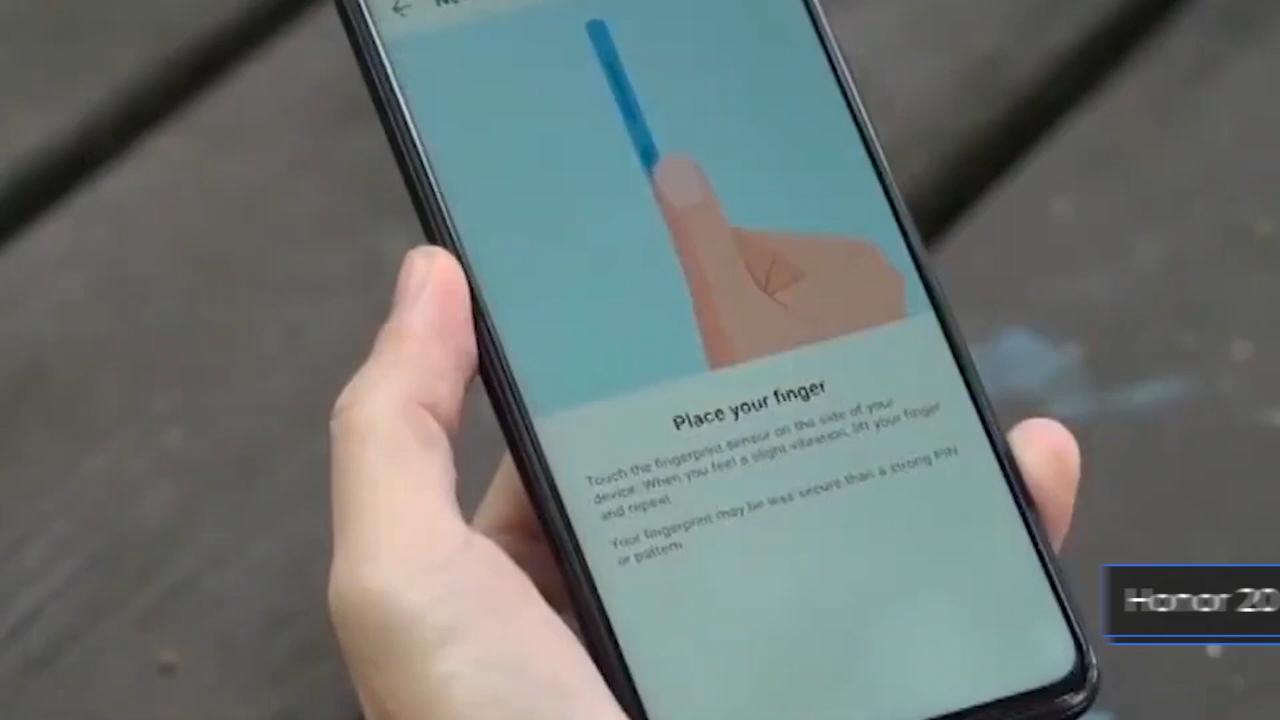 Place your finger
Touch the fingerprint sensor on the side of your
device. When you feel a slight vibration, lift your finger
and repeat
Your fingerprint may be less secure than a strong PIN
or pattern
Honor 20